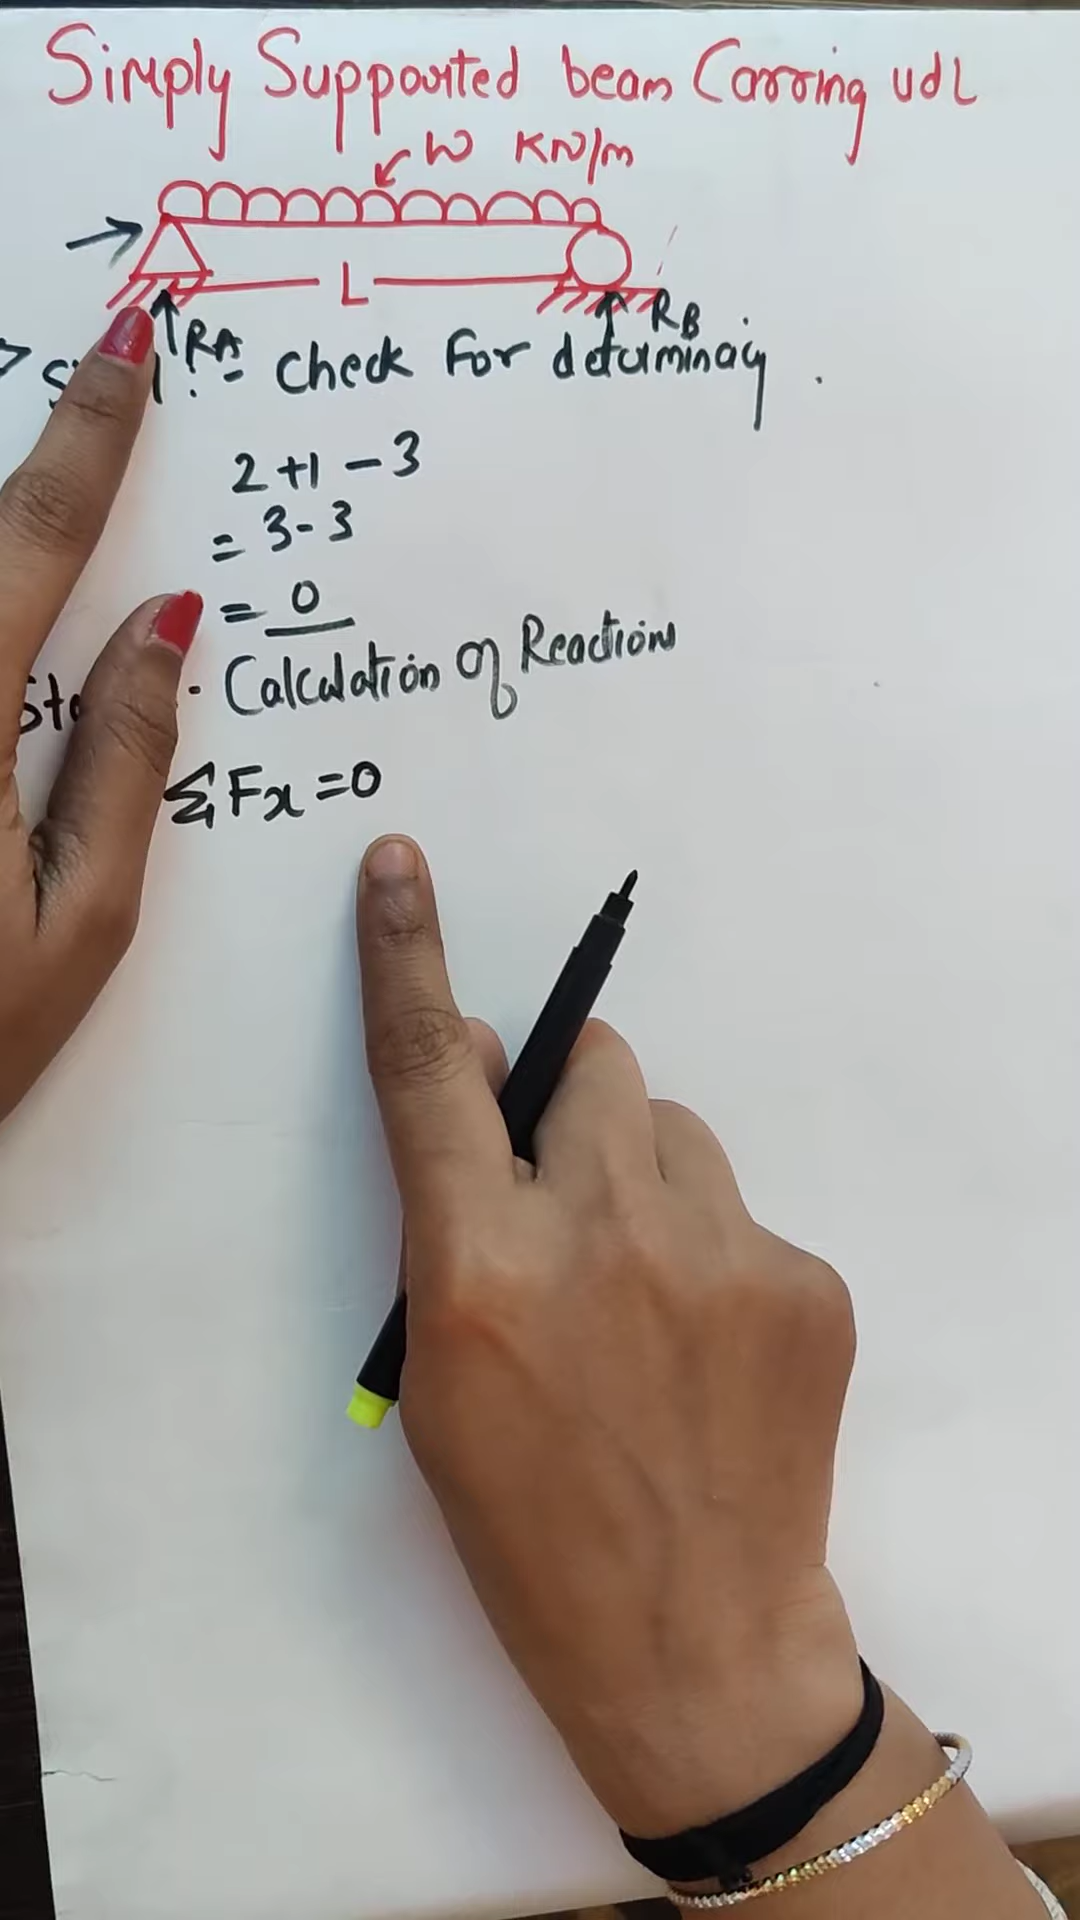 Simply Supported beam Carring udL
W KN/m
L
RA
RB
Check For determinacy.
2+1-3
= 3-3
= 0
Calculation of Reactions
ΣFx =0